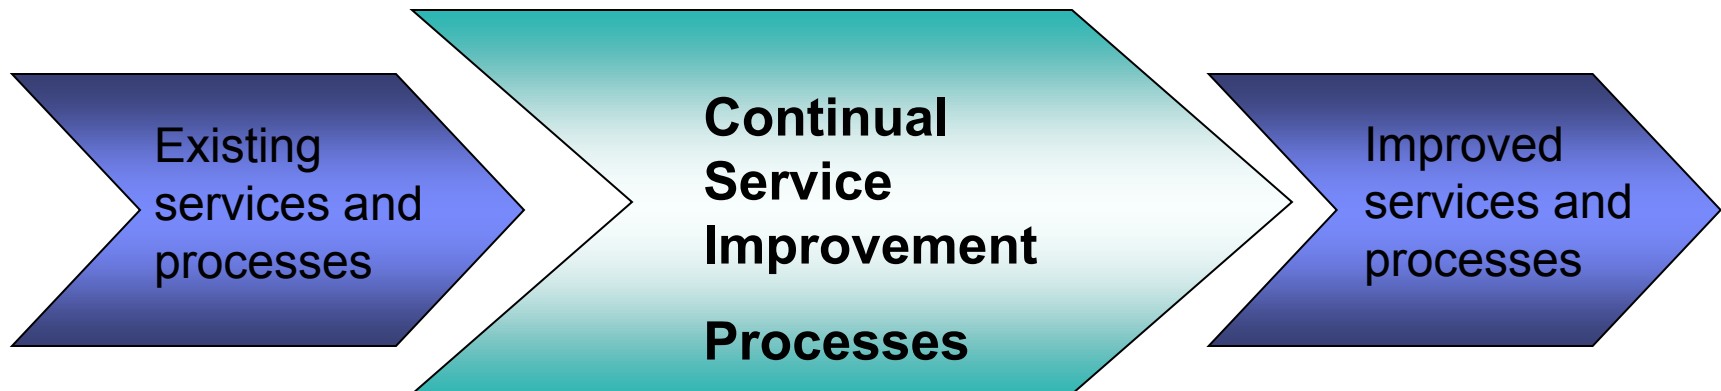 Existing
services and
processes
Continual
Service
Improvement
Processes
Improved
services and
processes